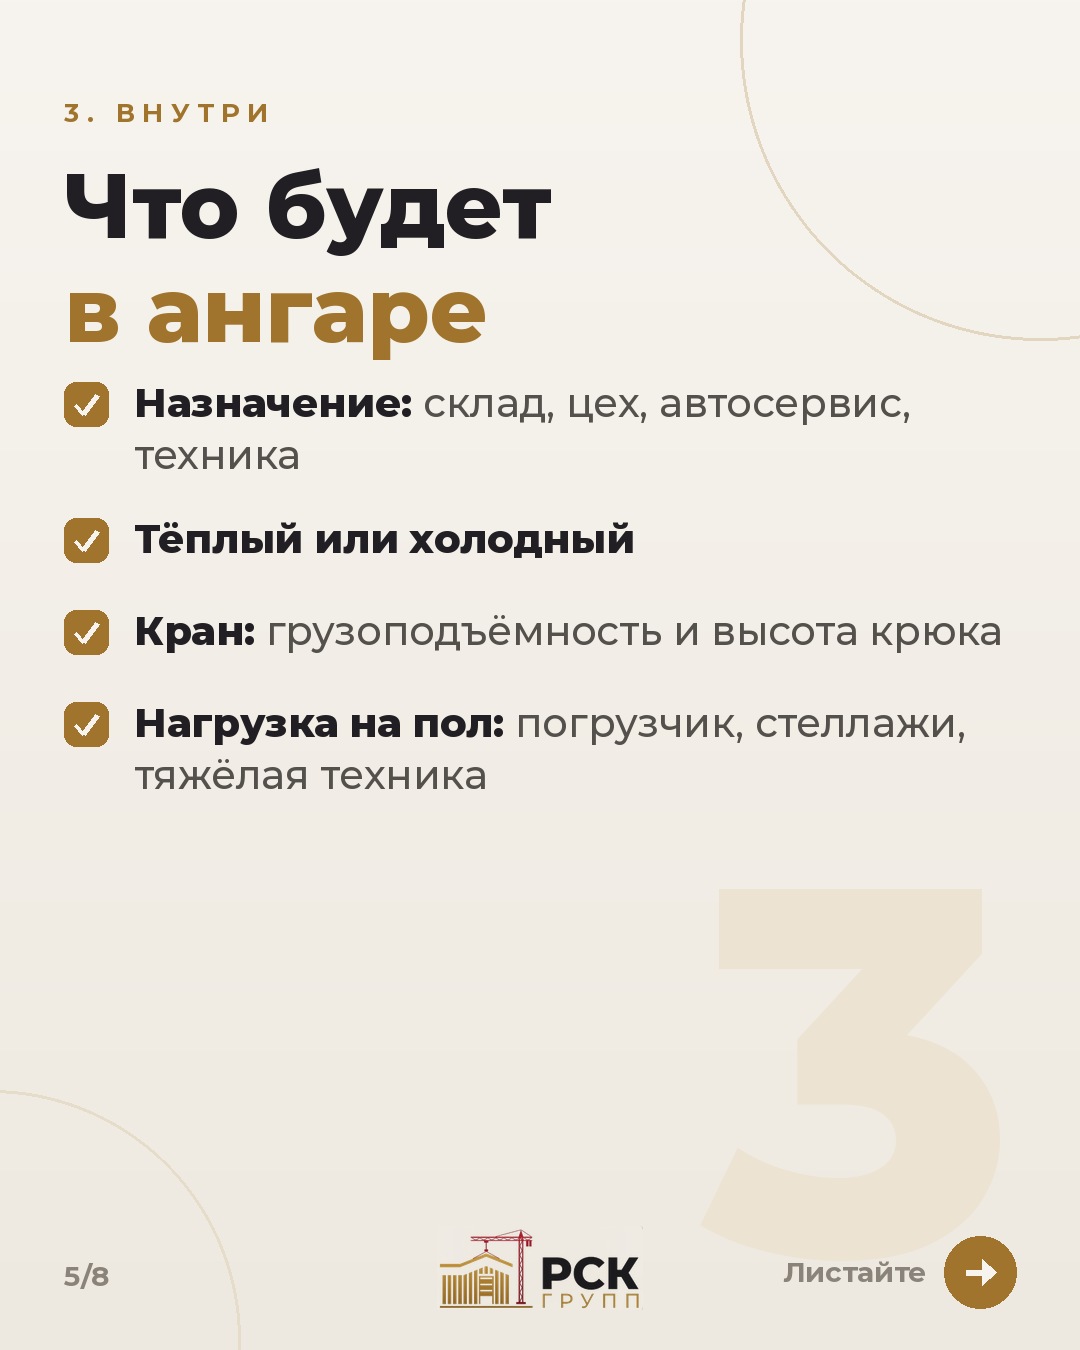 3. ВНУТРИ
Что будет
в ангаре
Назначение: склад, цех, автосервис,
техника
Тёплый или холодный
Кран: грузоподъёмность и высота крюка
Нагрузка на пол: погрузчик, стеллажи,
тяжёлая техника
3
5/8
РСК
ГРУПП
Листайте